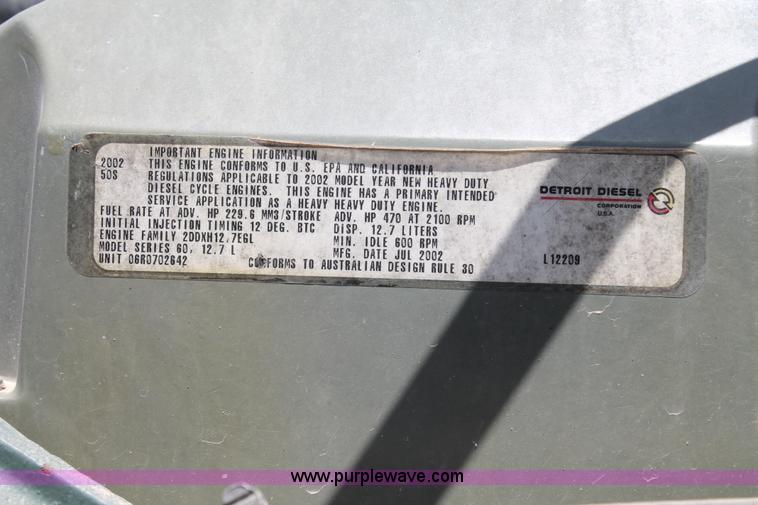 IMPORTANT ENGINE INFORMATION
2002 THIS ENGINE CONFORMS TO U.S. EPA AND CALIFORNIA
50S REGULATIONS APPLICABLE TO 2002 MODEL YEAR NEW HEAVY DUTY
DIESEL CYCLE ENGINES. THIS ENGINE HAS A PRIMARY INTENDED
SERVICE APPLICATION AS A HEAVY HEAVY DUTY ENGINE.
FUEL RATE AT ADV. HP 229.6 MM3/STROKE ADV. HP 470 AT 2100 RPM
INITIAL INJECTION TIMING 12 DEG. BTC DISP. 12.7 LITERS
ENGINE FAMILY 2DDXH12.7EGL MIN. IDLE 600 RPM
MODEL SERIES 60, 12.7 L MFG. DATE JUL 2002
UNIT 06R0702642 CONFORMS TO AUSTRALIAN DESIGN RULE 30 L12209
DETROIT DIESEL
CORPORATION
U.S.A.
www.purplewave.com